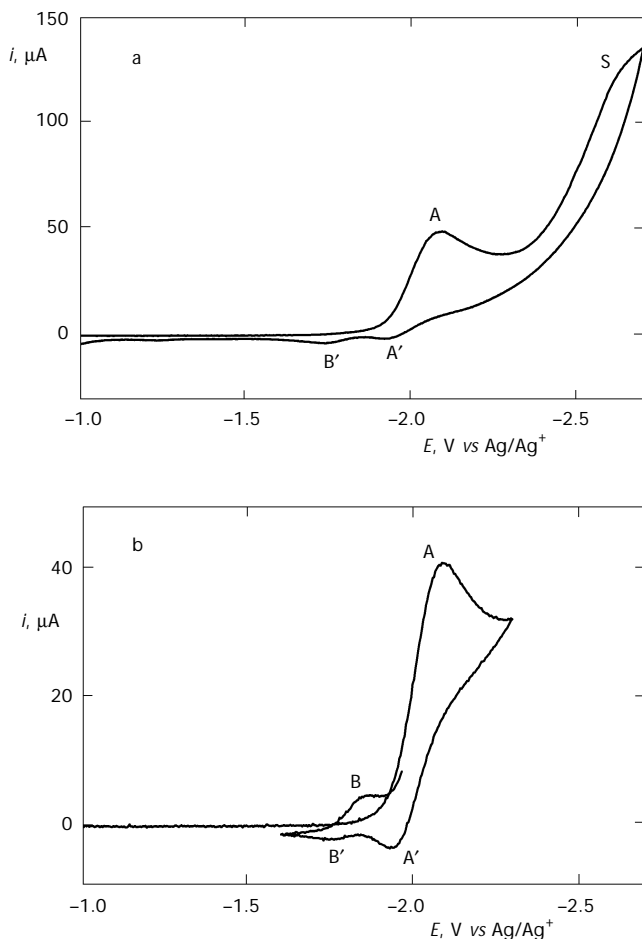 150
i, μA
a
S
100
A
50
0
B′
A′
−1.0
−1.5
−2.0
−2.5
E, V vs Ag/Ag⁺
b
A
40
i, μA
20
B
0
B′
A′
−1.0
−1.5
−2.0
−2.5
E, V vs Ag/Ag⁺